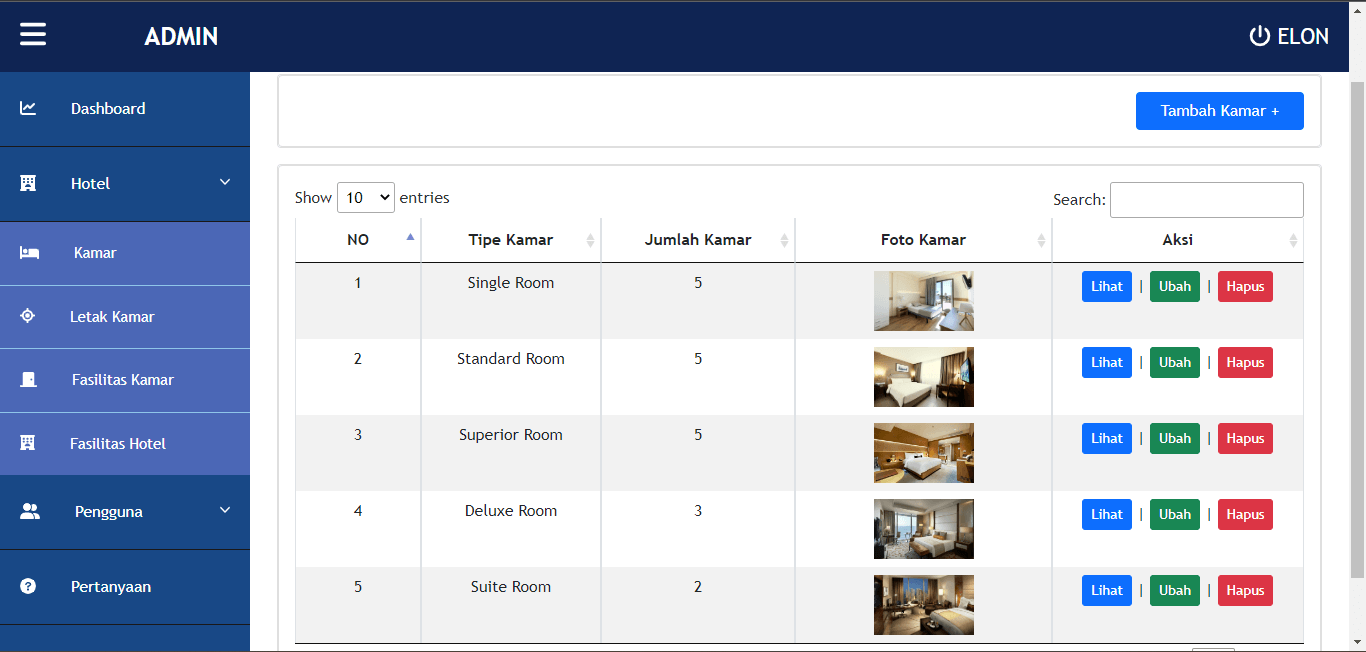 ADMIN
ELON
Dashboard
Hotel
Kamar
Letak Kamar
Fasilitas Kamar
Fasilitas Hotel
Pengguna
Pertanyaan
Tambah Kamar +
Show 10 entries
Search:
NO Tipe Kamar Jumlah Kamar Foto Kamar Aksi
1 Single Room 5 Lihat | Ubah | Hapus
2 Standard Room 5 Lihat | Ubah | Hapus
3 Superior Room 5 Lihat | Ubah | Hapus
4 Deluxe Room 3 Lihat | Ubah | Hapus
5 Suite Room 2 Lihat | Ubah | Hapus